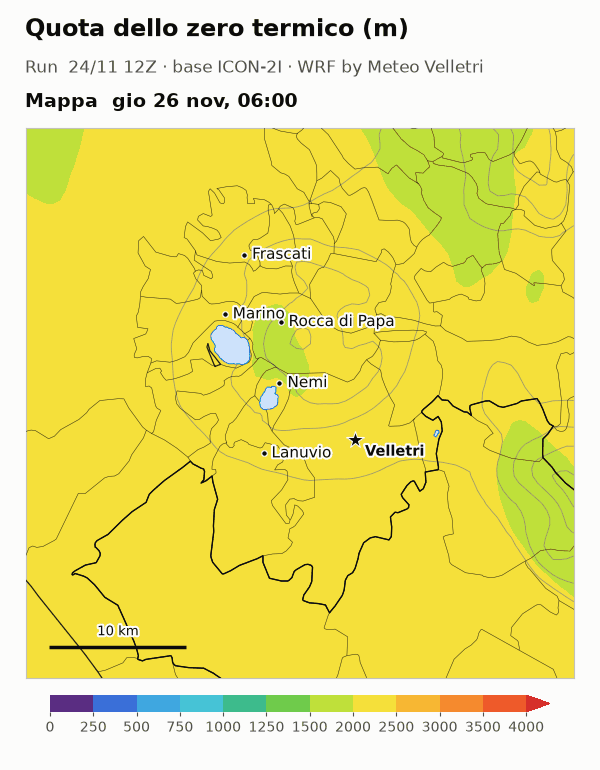 Quota dello zero termico (m)
Run  24/11 12Z · base ICON-2I · WRF by Meteo Velletri
Mappa  gio 26 nov, 06:00
Frascati
Marino
Rocca di Papa
Nemi
Velletri
Lanuvio
10 km
0 250 500 750 1000 1250 1500 2000 2500 3000 3500 4000